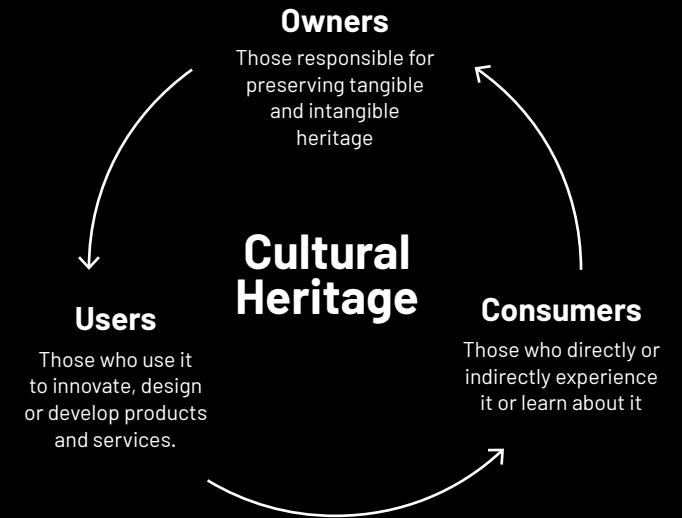 Owners
Those responsible for
preserving tangible
and intangible
heritage
Cultural
Heritage
Users
Those who use it
to innovate, design
or develop products
and services.
Consumers
Those who directly or
indirectly experience
it or learn about it